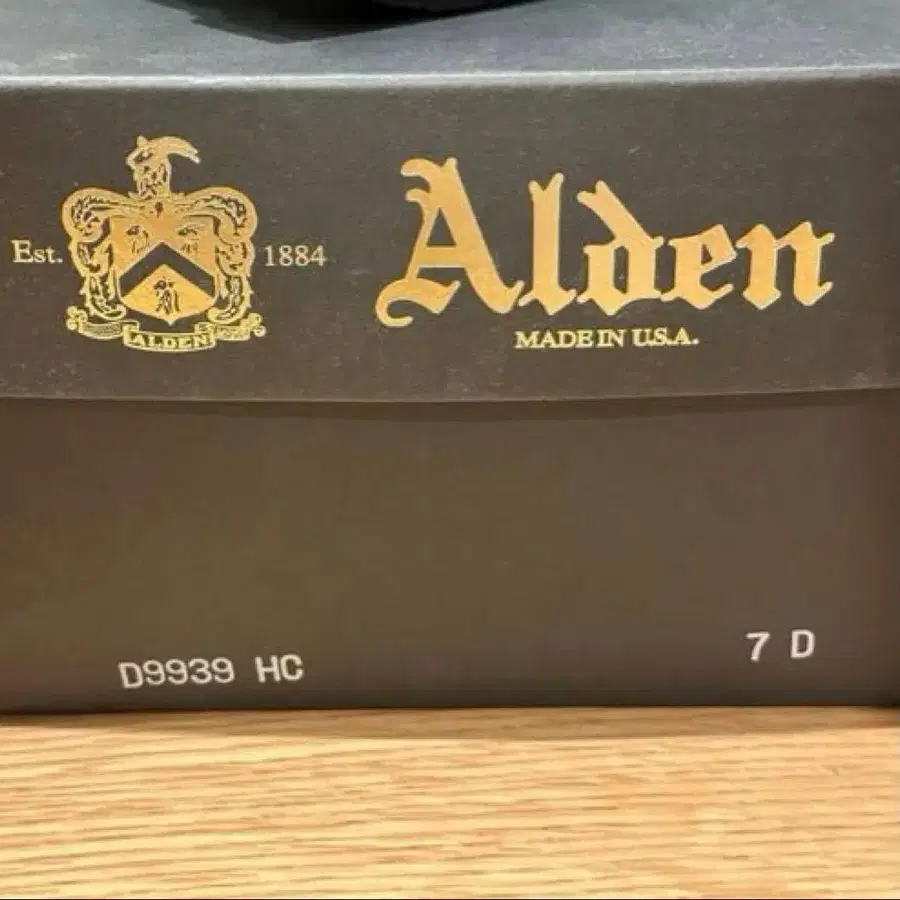 Est. 1884
ALDEN
Alden
MADE IN U.S.A.
D9939 HC
7 D